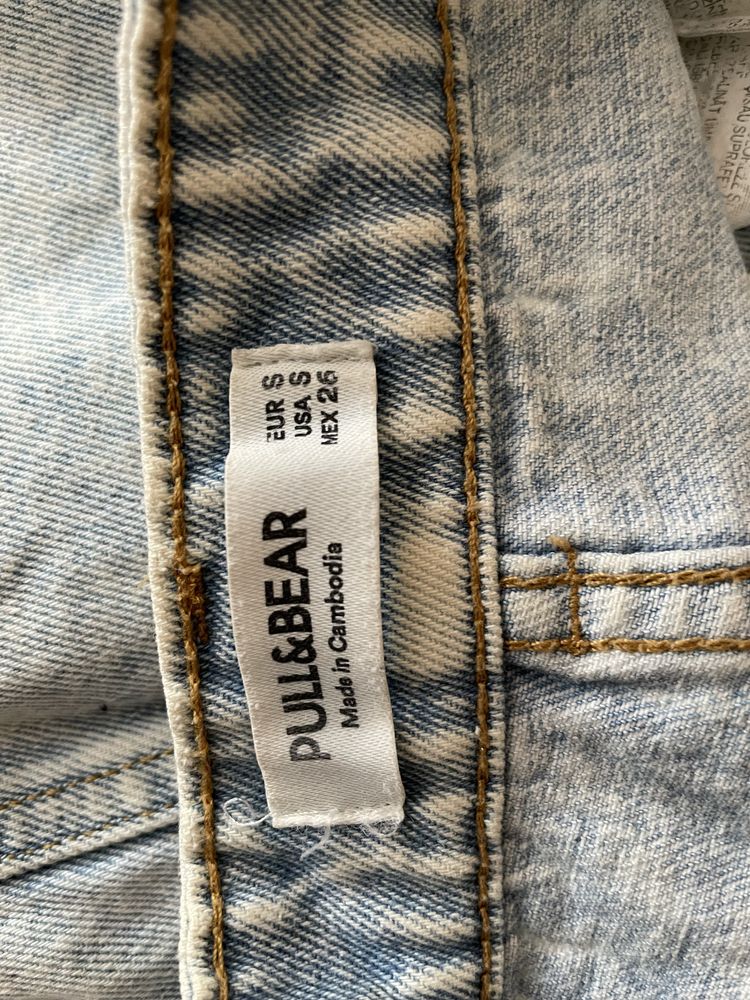 PULL&BEAR
Made in Cambodia
EUR S
USA S
MEX 26